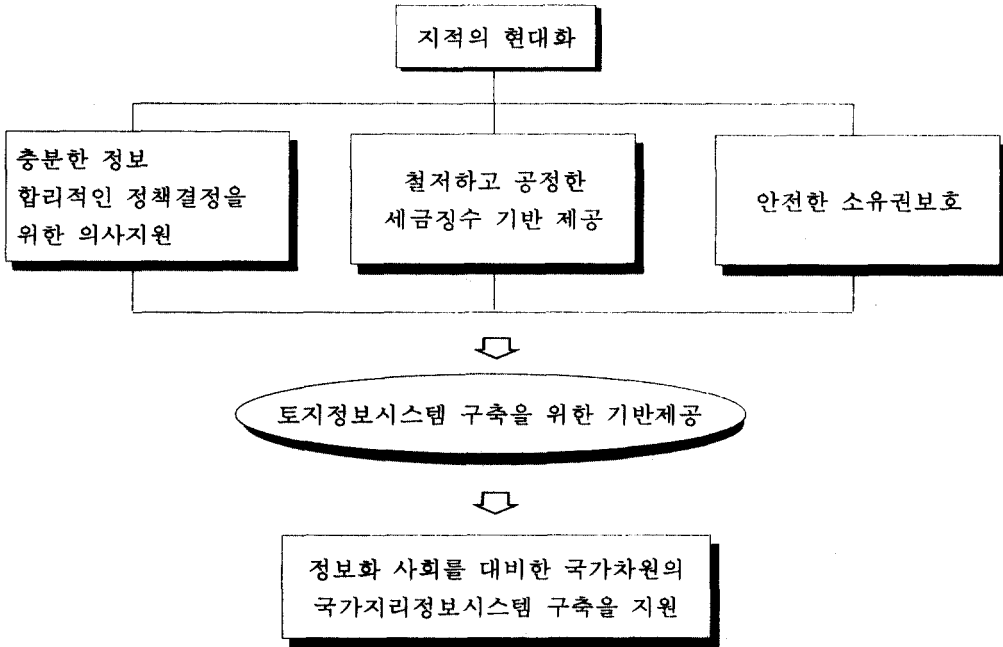 지적의 현대화
충분한 정보
합리적인 정책결정을
위한 의사지원
철저하고 공정한
세금징수 기반 제공
안전한 소유권보호
토지정보시스템 구축을 위한 기반제공
정보화 사회를 대비한 국가차원의
국가지리정보시스템 구축을 지원